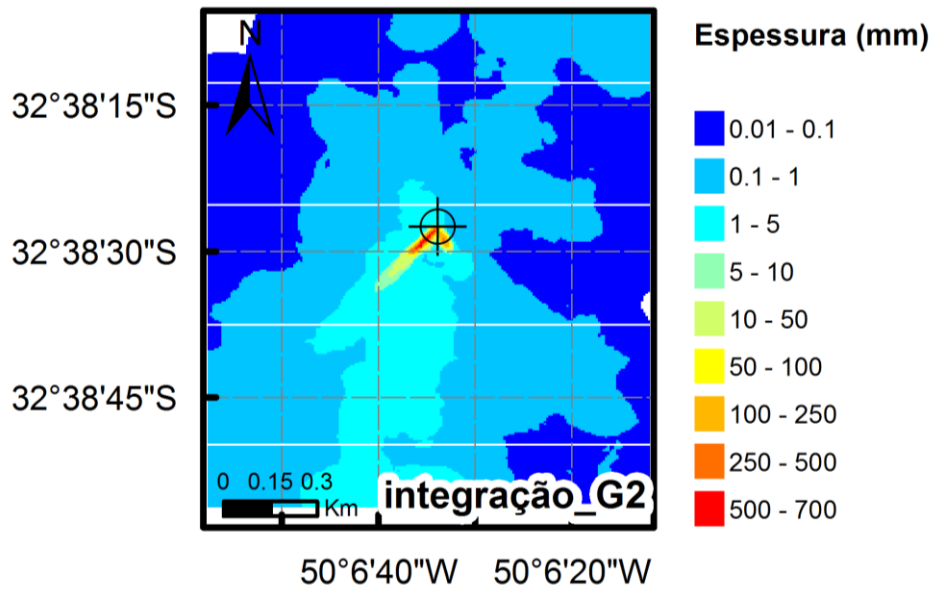 Espessura (mm)
N
32°38'15"S
32°38'30"S
32°38'45"S
0.01 - 0.1
0.1 - 1
1 - 5
5 - 10
10 - 50
50 - 100
100 - 250
250 - 500
500 - 700
0 0.15 0.3
Km
integração_G2
50°6'40"W 50°6'20"W